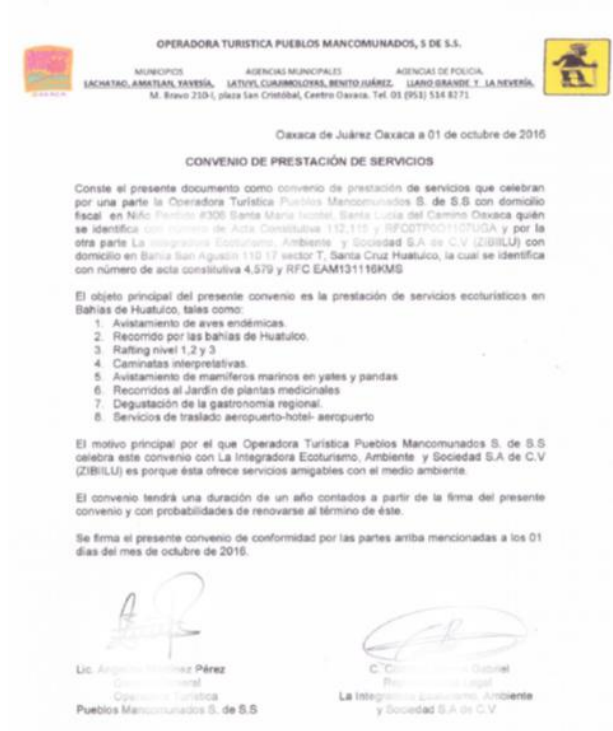 OPERADORA TURISTICA PUEBLOS MANCOMUNADOS, S DE S.S.
OAXACA
MUNICIPIOS
LACHATAO, AMATLAN, YAVESÍA,
AGENCIAS MUNICIPALES
LATUVI, CUAJIMOLOYAS, BENITO JUÁREZ.
AGENCIAS DE POLICIA.
LLANO GRANDE Y LA NEVERÍA.
M. Bravo 210-I, plaza San Cristóbal, Centro Oaxaca. Tel. 01 (951) 514 8271
Oaxaca de Juárez Oaxaca a 01 de octubre de 2016
CONVENIO DE PRESTACIÓN DE SERVICIOS
Conste el presente documento como convenio de prestación de servicios que celebran
por una parte la Operadora Turística Pueblos Mancomunados S. de S.S con domicilio
fiscal en Niño #306 Santa María Santa Lucia del Camino Oaxaca quién
se identifica con número de Acta Constitutiva 112,115 y y por la
otra parte La Integradora Ecoturismo, Ambiente y Sociedad S.A de C.V (ZIBIILU) con
domicilio en Bahía San Agustín 110 17 sector T, Santa Cruz Huatulco, la cual se identifica
con número de acta constitutiva 4,579 y RFC EAM131116KMS
El objeto principal del presente convenio es la prestación de servicios ecoturísticos en
Bahías de Huatulco, tales como:
1. Avistamiento de aves endémicas.
2. Recorrido por las bahías de Huatulco.
3. Rafting nivel 1,2 y 3
4. Caminatas interpretativas.
5. Avistamiento de mamíferos marinos en yates y pandas
6. Recorridos al Jardín de plantas medicinales
7. Degustación de la gastronomía regional.
8. Servicios de traslado aeropuerto-hotel- aeropuerto
El motivo principal por el que Operadora Turística Pueblos Mancomunados S. de S.S
celebra este convenio con La Integradora Ecoturismo, Ambiente y Sociedad S.A de C.V
(ZIBIILU) es porque ésta ofrece servicios amigables con el medio ambiente.
El convenio tendrá una duración de un año contados a partir de la firma del presente
convenio y con probabilidades de renovarse al término de éste.
Se firma el presente convenio de conformidad por las partes arriba mencionadas a los 01
días del mes de octubre de 2016.
Lic. Pérez
General
Operadora Turística
Pueblos Mancomunados S. de S.S
C. Gabriel
Representante Legal
La Integradora Ecoturismo, Ambiente
y Sociedad S.A de C.V